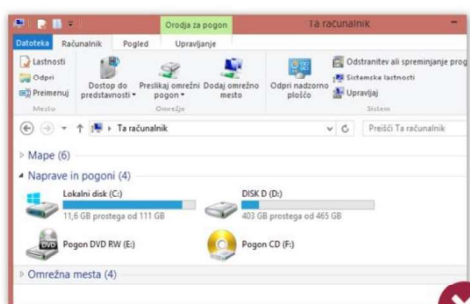 Orodja za pogon
Ta računalnik
Datoteka Računalnik Pogled Upravljanje
Lastnosti
Odpri
Preimenuj
Mesto
Dostop do predstavnosti
Preslikaj omrežni pogon
Dodaj omrežno mesto
Omrežje
Odpri nadzorno ploščo
Odstranitev ali spreminjanje prog
Sistemske lastnosti
Upravljaj
Sistem
Ta računalnik
Preišči Ta računalnik
Mape (6)
Naprave in pogoni (4)
Lokalni disk (C:)
11,6 GB prostega od 111 GB
DISK D (D:)
403 GB prostega od 465 GB
DVD
Pogon DVD RW (E:)
Pogon CD (F:)
Omrežna mesta (4)